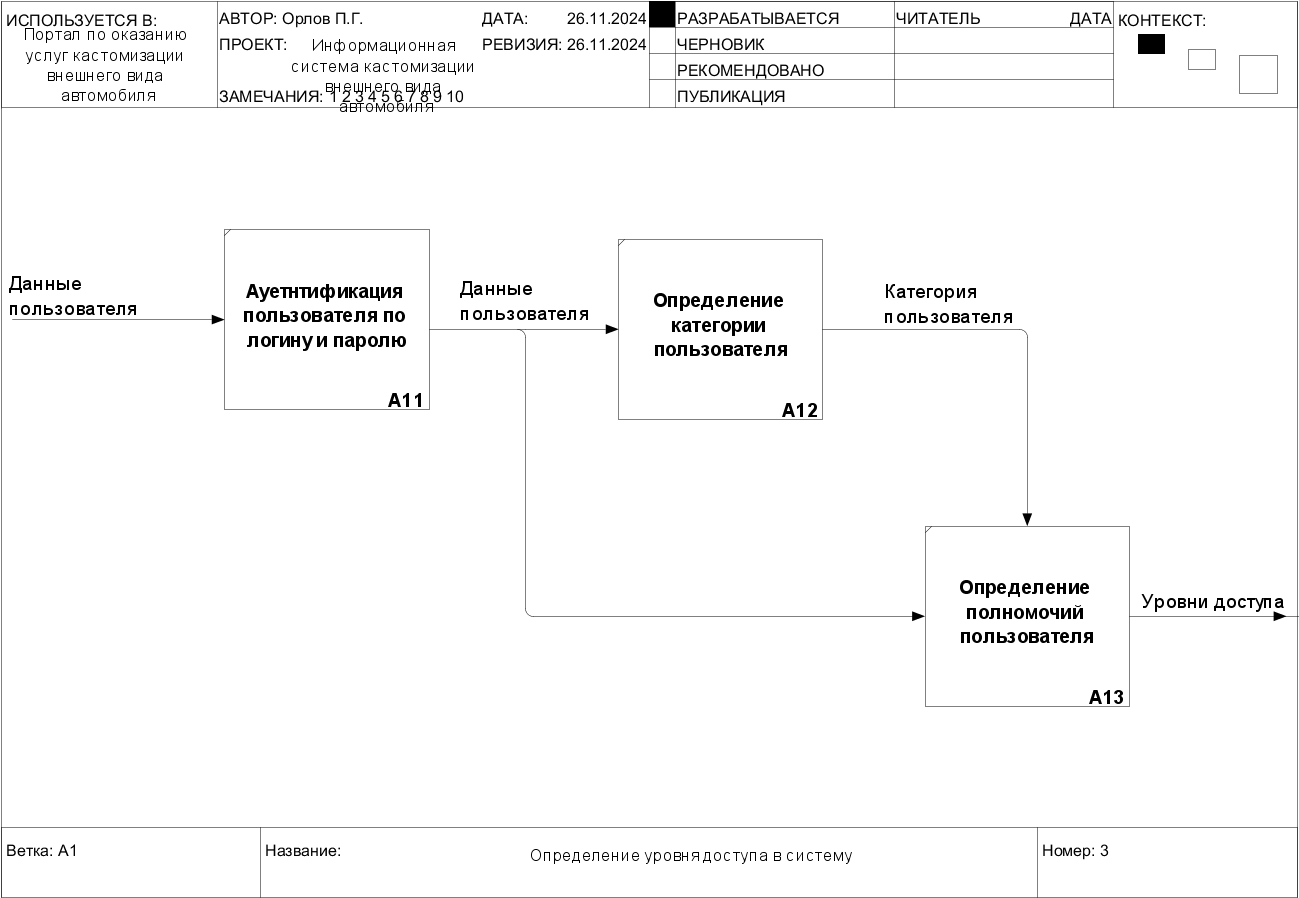 ИСПОЛЬЗУЕТСЯ В:
Портал по оказанию
услуг кастомизации
внешнего вида
автомобиля
АВТОР: Орлов П.Г.
ДАТА: 26.11.2024
ПРОЕКТ: Информационная
система кастомизации
внешнего вида
автомобиля
РЕВИЗИЯ: 26.11.2024
ЗАМЕЧАНИЯ: 1 2 3 4 5 6 7 8 9 10
РАЗРАБАТЫВАЕТСЯ
ЧЕРНОВИК
РЕКОМЕНДОВАНО
ПУБЛИКАЦИЯ
ЧИТАТЕЛЬ ДАТА
КОНТЕКСТ:
Данные
пользователя
Ауетнтификация
пользователя по
логину и паролю
A11
Данные
пользователя
Определение
категории
пользователя
A12
Категория
пользователя
Определение
полномочий
пользователя
A13
Уровни доступа
Ветка: A1
Название:
Определение уровня доступа в систему
Номер: 3